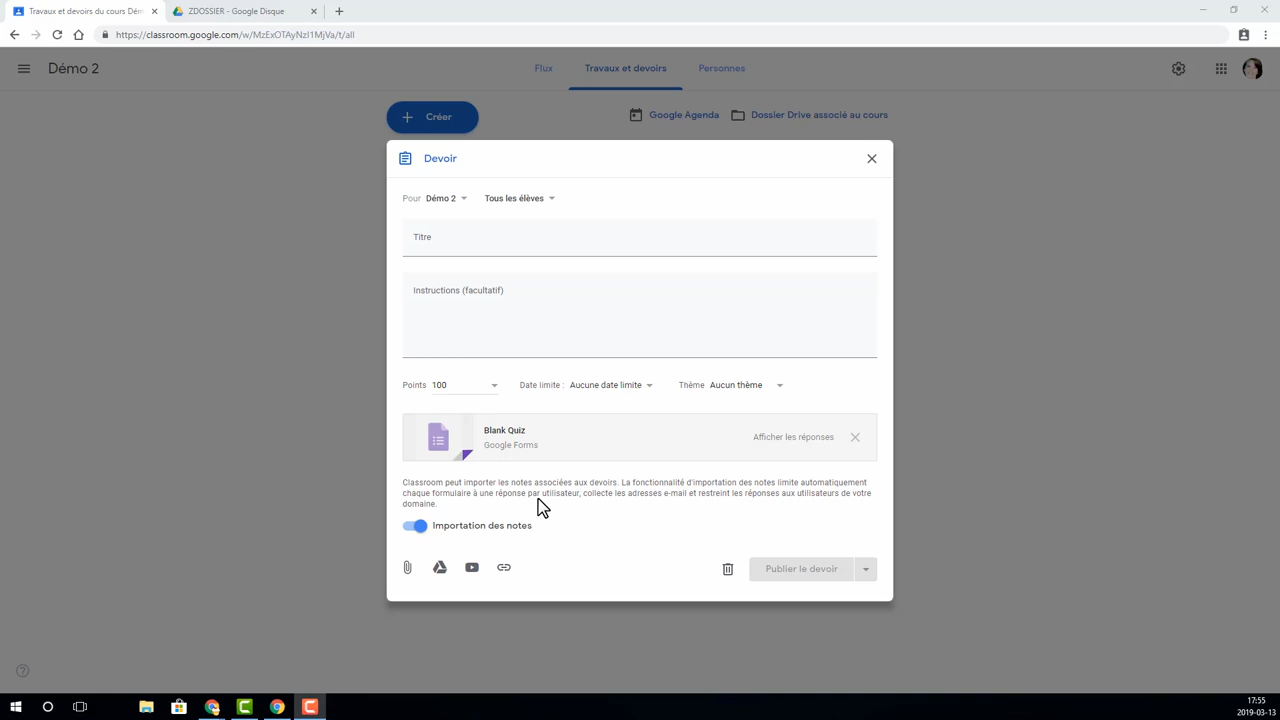 Travaux et devoirs du cours Dém
ZDOSSIER - Google Disque
https://classroom.google.com/w/MzExOTAyNzI1MjVa/t/all
Démo 2
Flux
Travaux et devoirs
Personnes
Créer
Google Agenda
Dossier Drive associé au cours
Devoir
Pour Démo 2
Tous les élèves
Titre
Instructions (facultatif)
Points 100
Date limite : Aucune date limite
Thème Aucun thème
Blank Quiz
Google Forms
Afficher les réponses
Classroom peut importer les notes associées aux devoirs. La fonctionnalité d'importation des notes limite automatiquement
chaque formulaire à une réponse par utilisateur, collecte les adresses e-mail et restreint les réponses aux utilisateurs de votre
domaine.
Importation des notes
Publier le devoir
17:55
2019-03-13